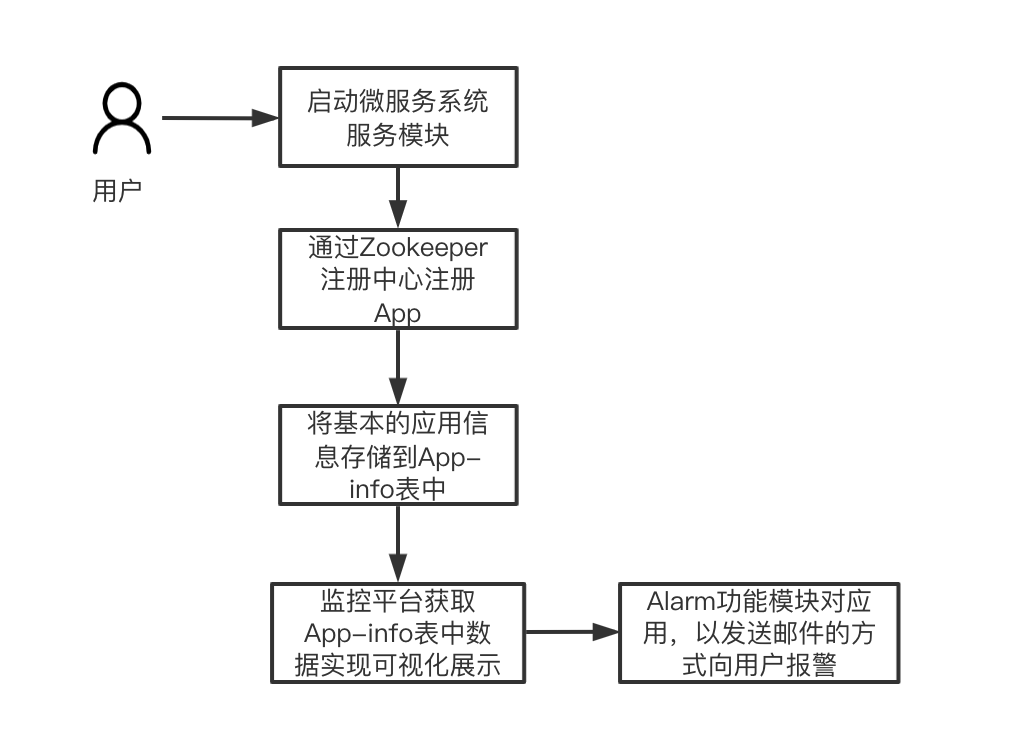 启动微服务系统
服务模块
用户
通过Zookeeper
注册中心注册
App
将基本的应用信
息存储到App-
info表中
监控平台获取
App-info表中数
据实现可视化展示
Alarm功能模块对应
用，以发送邮件的方
式向用户报警